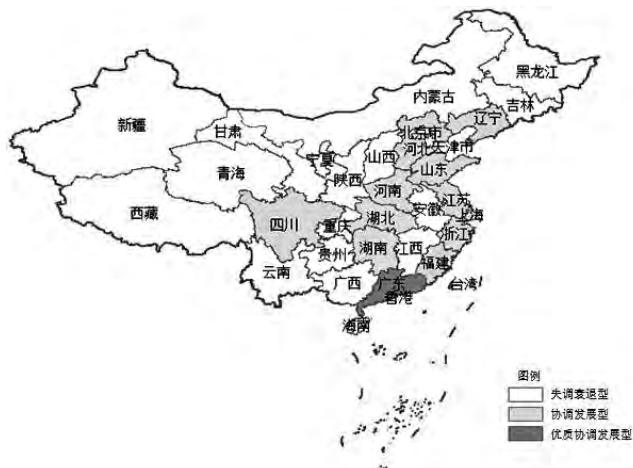 黑龙江
内蒙古
吉林
新疆
辽宁
甘肃
北京市
天津市
河北
宁夏
山西
青海
山东
陕西
西藏
河南
江苏
安徽
上海
四川
湖北
重庆
浙江
湖南
江西
贵州
福建
云南
广西
广东
台湾
香港
海南
图例
失调衰退型
协调发展型
优质协调发展型